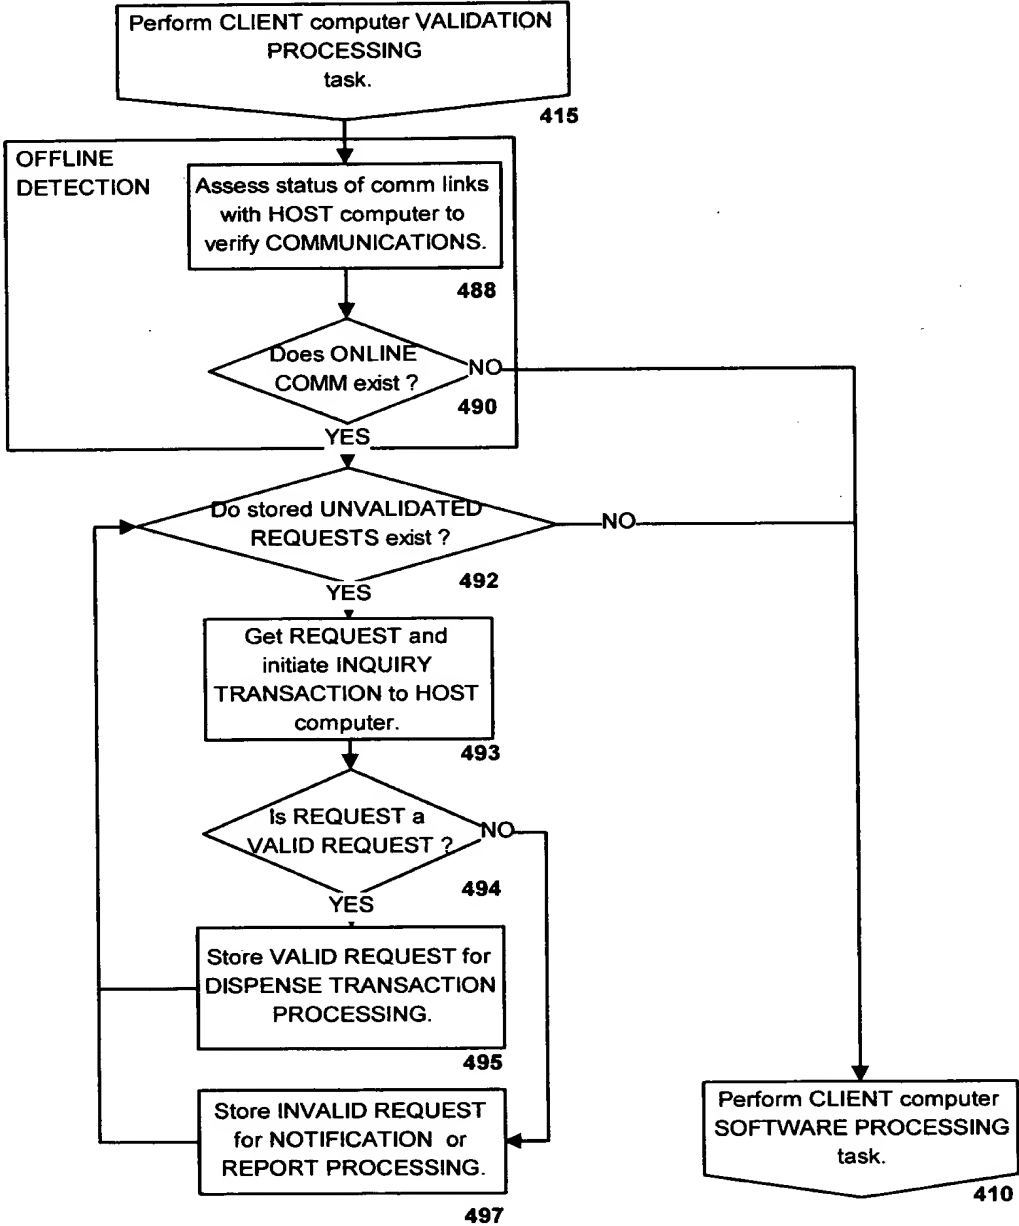 Perform CLIENT computer VALIDATION
PROCESSING
task.
415
OFFLINE
DETECTION
Assess status of comm links
with HOST computer to
verify COMMUNICATIONS.
488
Does ONLINE
COMM exist ?
NO
490
YES
Do stored UNVALIDATED
REQUESTS exist ?
NO
492
YES
Get REQUEST and
initiate INQUIRY
TRANSACTION to HOST
computer.
493
Is REQUEST a
VALID REQUEST ?
NO
494
YES
Store VALID REQUEST for
DISPENSE TRANSACTION
PROCESSING.
495
Store INVALID REQUEST
for NOTIFICATION or
REPORT PROCESSING.
497
Perform CLIENT computer
SOFTWARE PROCESSING
task.
410